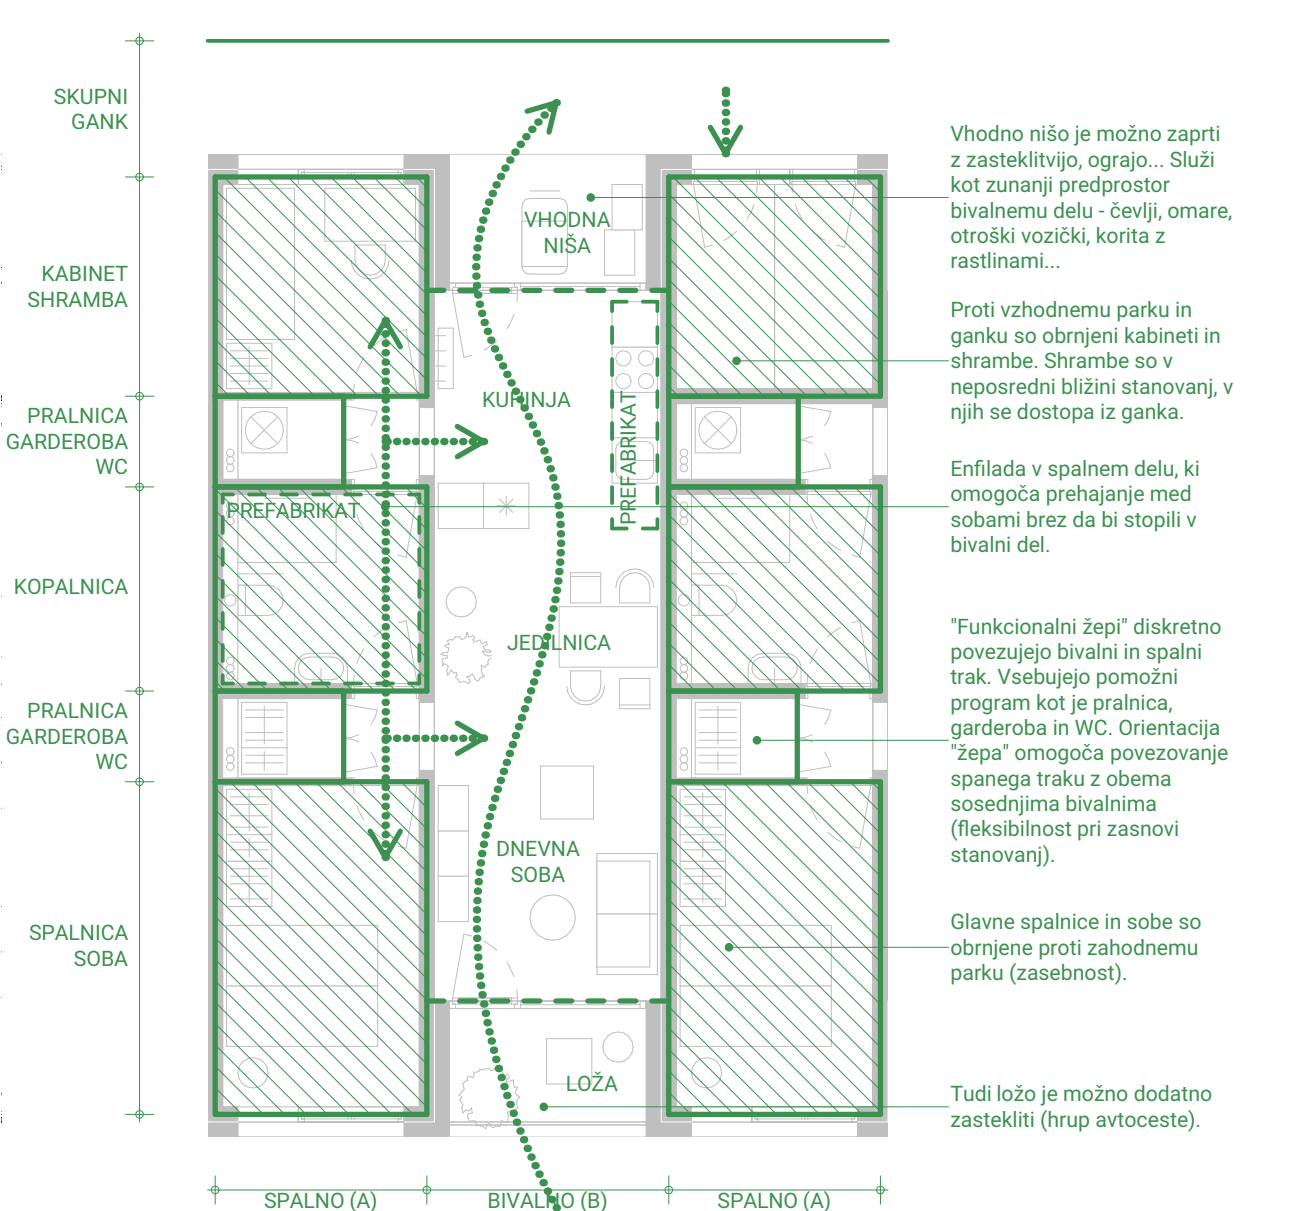 SKUPNI
GANK
KABINET
SHRAMBA
PRALNICA
GARDEROBA
WC
KOPALNICA
PRALNICA
GARDEROBA
WC
SPALNICA
SOBA
VHODNA
NIŠA
KUHINJA
PREFABRIKAT
PREFABRIKAT
JEDILNICA
DNEVNA
SOBA
LOŽA
SPALNO (A)
BIVALNO (B)
SPALNO (A)
Vhodno nišo je možno zaprti
z zasteklitvijo, ograjo... Služi
kot zunanji predprostor
bivalnemu delu - čevlji, omare,
otroški vozički, korita z
rastlinami...
Proti vzhodnemu parku in
ganku so obrnjeni kabineti in
shrambe. Shrambe so v
neposredni bližini stanovanj, v
njih se dostopa iz ganka.
Enfilada v spalnem delu, ki
omogoča prehajanje med
sobami brez da bi stopili v
bivalni del.
"Funkcionalni žepi" diskretno
povezujejo bivalni in spalni
trak. Vsebujejo pomožni
program kot je pralnica,
garderoba in WC. Orientacija
"žepa" omogoča povezovanje
spanega traku z obema
sosednjima bivalnima
(fleksibilnost pri zasnovi
stanovanj).
Glavne spalnice in sobe so
obrnjene proti zahodnemu
parku (zasebnost).
Tudi ložo je možno dodatno
zastekliti (hrup avtoceste).